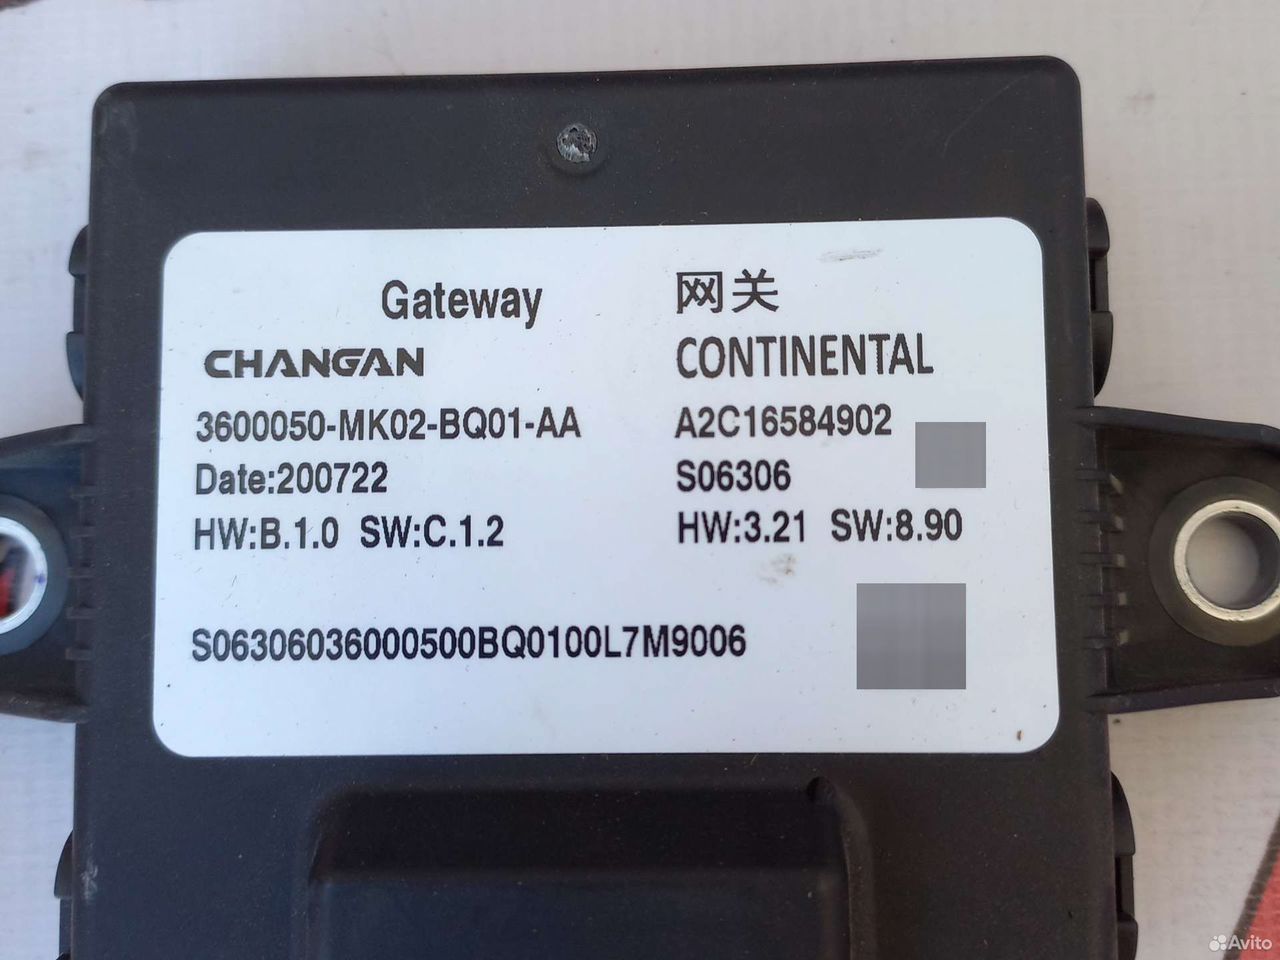 Gateway 网关
CHANGAN CONTINENTAL
3600050-MK02-BQ01-AA A2C16584902
Date:200722 S06306
HW:B.1.0 SW:C.1.2 HW:3.21 SW:8.90
S06306036000500BQ0100L7M9006
Avito